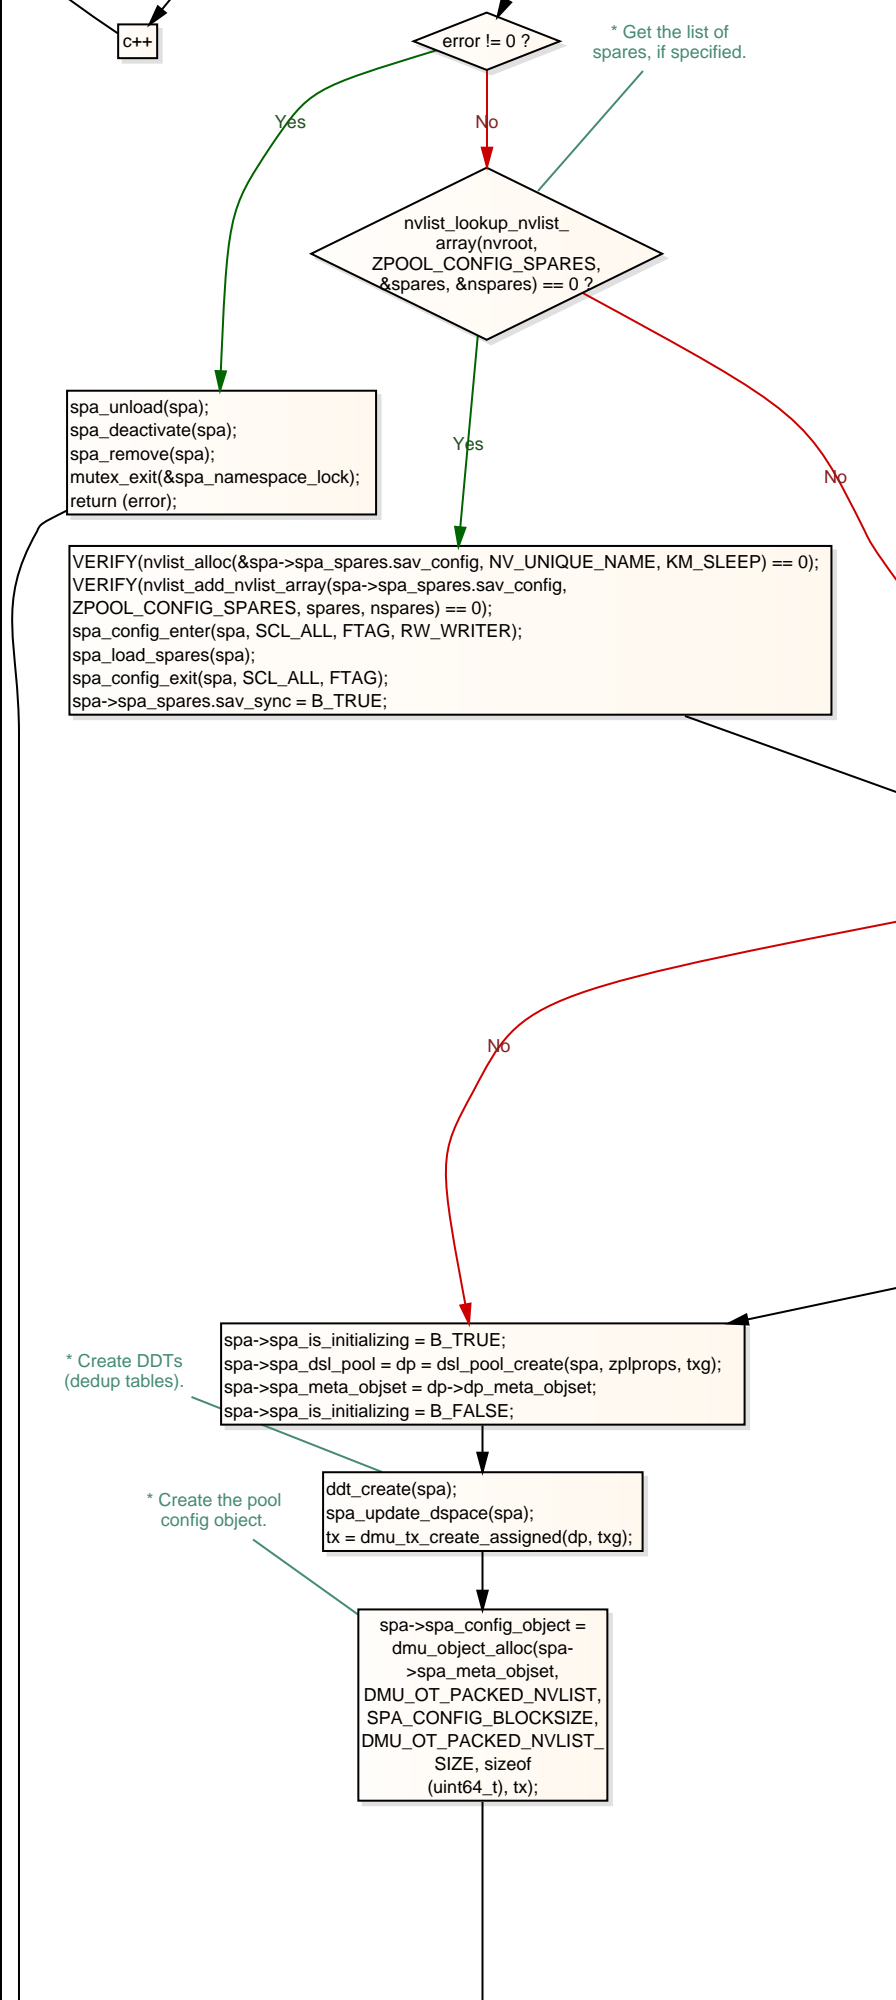 c++
error != 0 ?
* Get the list of
spares, if specified.
Yes
No
nvlist_lookup_nvlist_
array(nvroot,
ZPOOL_CONFIG_SPARES,
&spares, &nspares) == 0 ?
spa_unload(spa);
spa_deactivate(spa);
spa_remove(spa);
mutex_exit(&spa_namespace_lock);
return (error);
Yes
No
VERIFY(nvlist_alloc(&spa->spa_spares.sav_config, NV_UNIQUE_NAME, KM_SLEEP) == 0);
VERIFY(nvlist_add_nvlist_array(spa->spa_spares.sav_config,
ZPOOL_CONFIG_SPARES, spares, nspares) == 0);
spa_config_enter(spa, SCL_ALL, FTAG, RW_WRITER);
spa_load_spares(spa);
spa_config_exit(spa, SCL_ALL, FTAG);
spa->spa_spares.sav_sync = B_TRUE;
No
spa->spa_is_initializing = B_TRUE;
spa->spa_dsl_pool = dp = dsl_pool_create(spa, zplprops, txg);
spa->spa_meta_objset = dp->dp_meta_objset;
spa->spa_is_initializing = B_FALSE;
* Create DDTs
(dedup tables).
ddt_create(spa);
spa_update_dspace(spa);
tx = dmu_tx_create_assigned(dp, txg);
* Create the pool
config object.
spa->spa_config_object =
dmu_object_alloc(spa-
>spa_meta_objset,
DMU_OT_PACKED_NVLIST,
SPA_CONFIG_BLOCKSIZE,
DMU_OT_PACKED_NVLIST_
SIZE, sizeof
(uint64_t), tx);